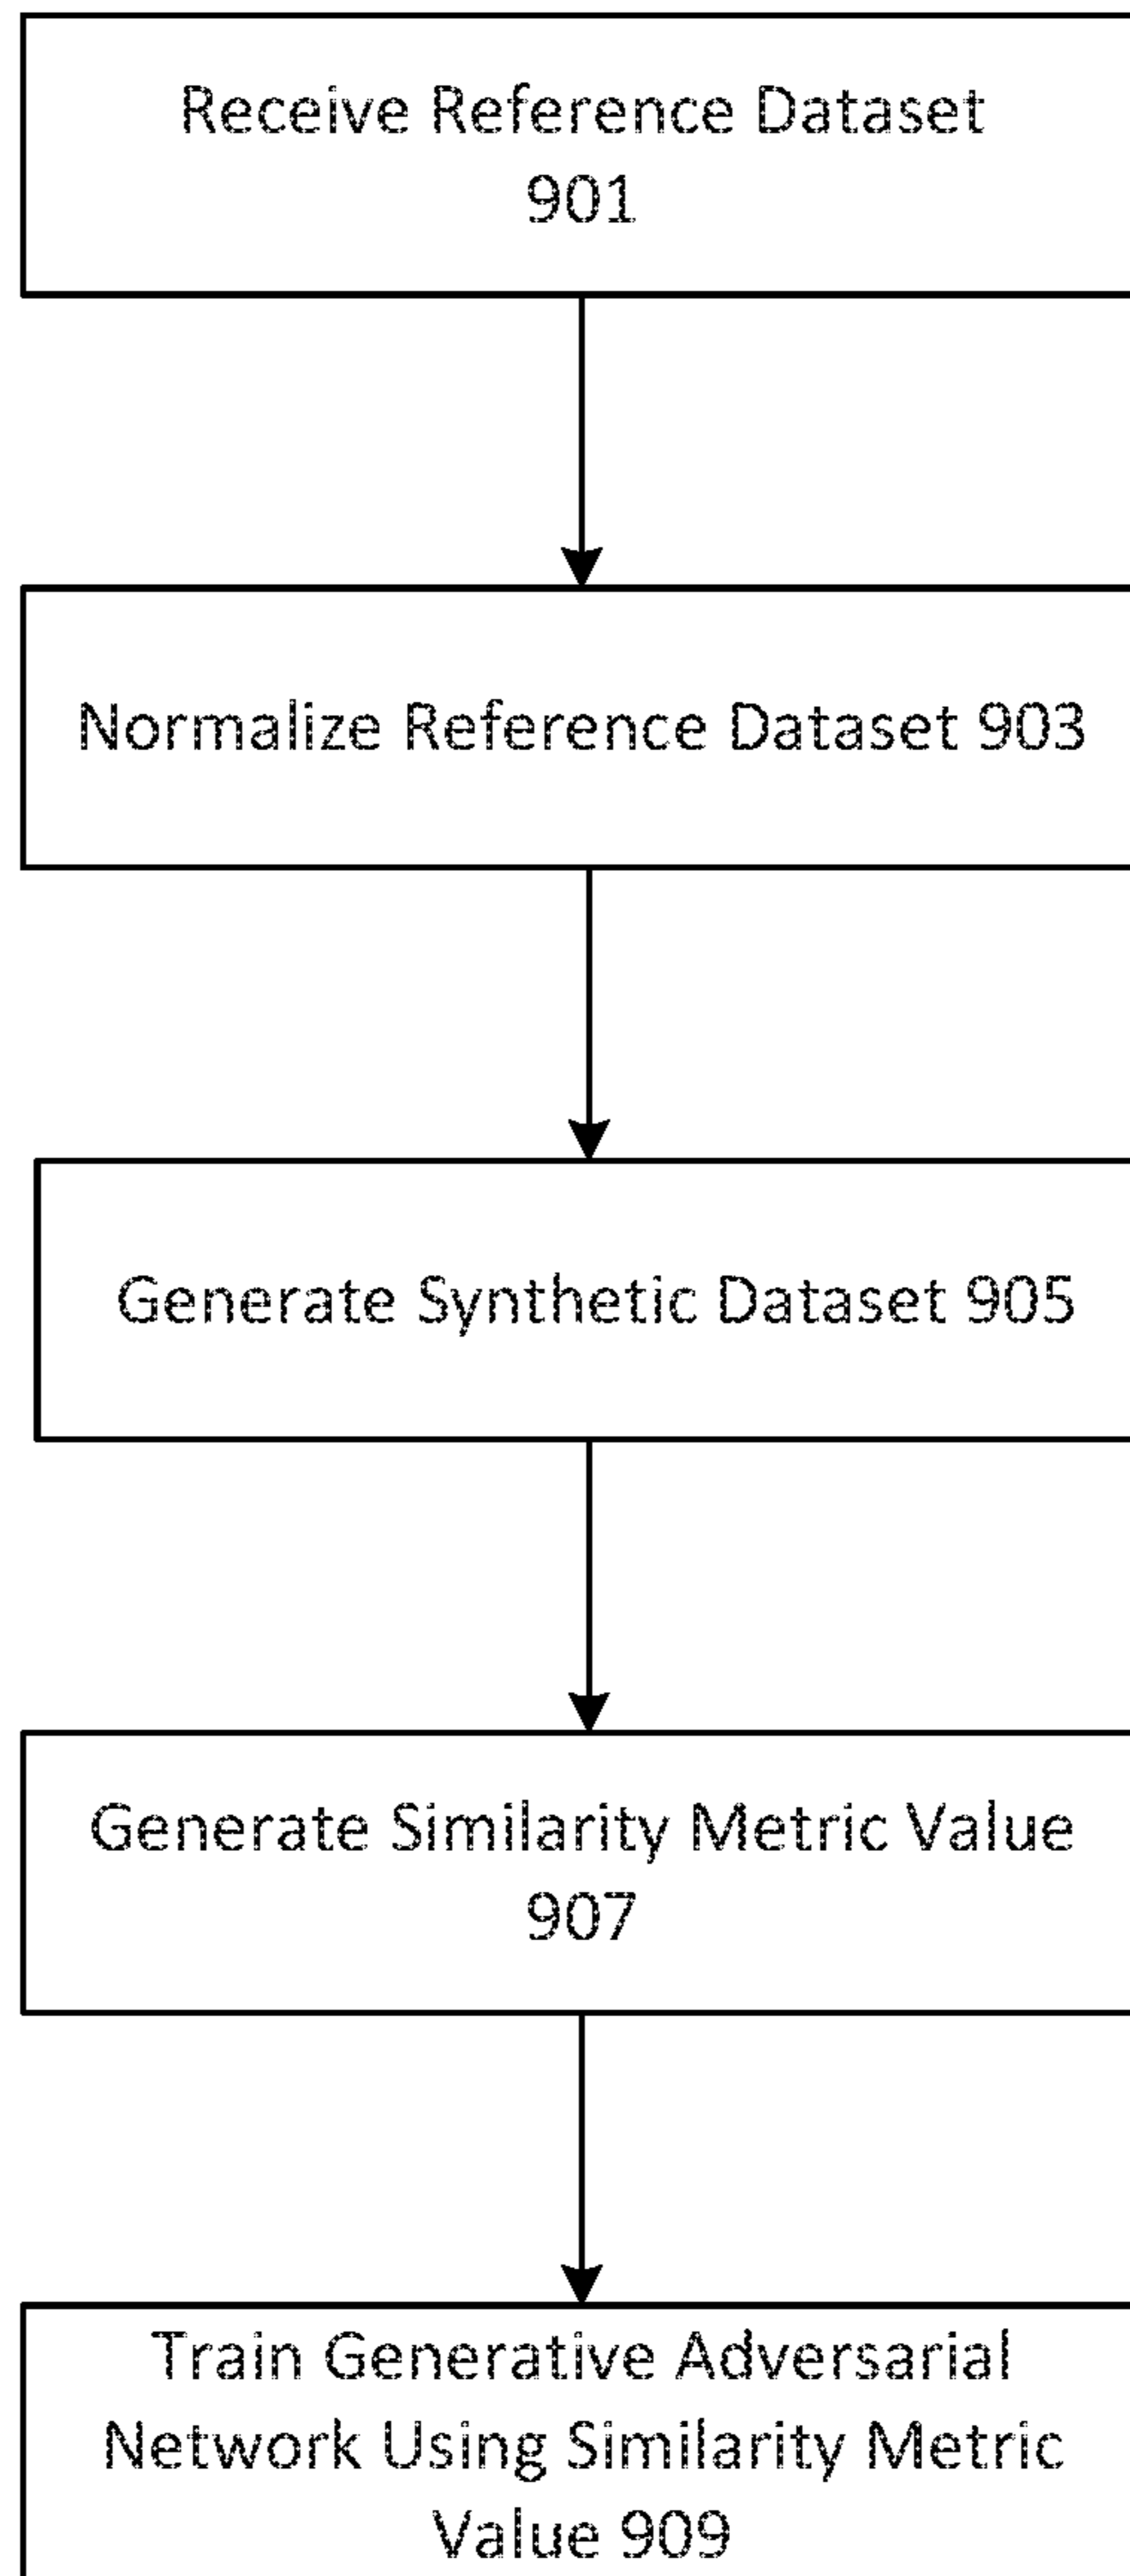 Receive Reference Dataset
901
Normalize Reference Dataset 903
Generate Synthetic Dataset 905
Generate Similarity Metric Value
907
Train Generative Adversarial
Network Using Similarity Metric
Value 909